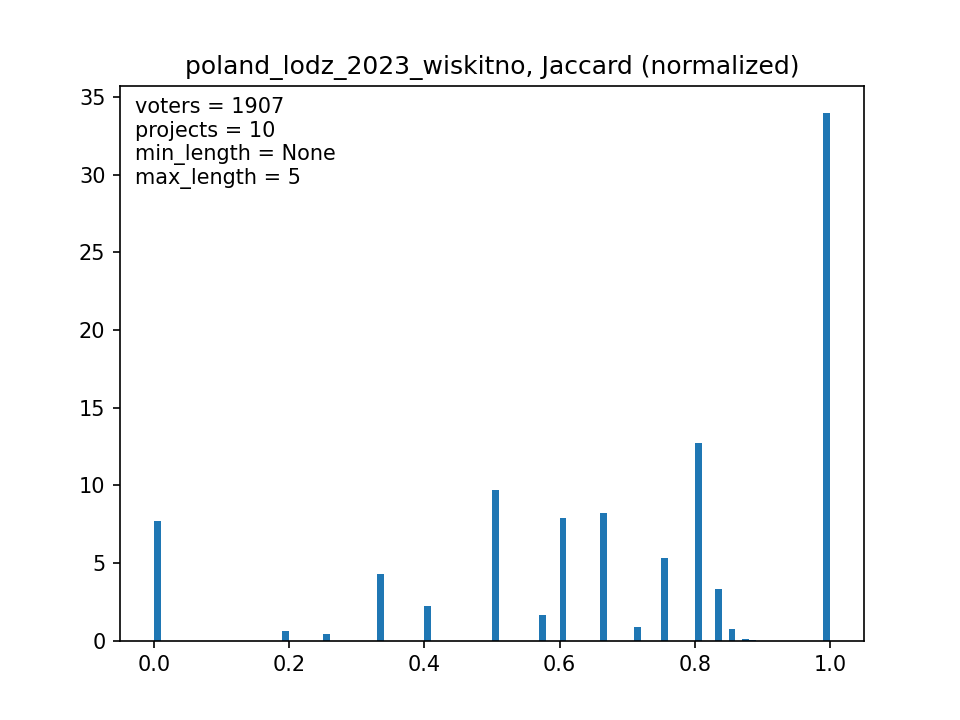 poland_lodz_2023_wiskitno, Jaccard (normalized)
voters = 1907
projects = 10
min_length = None
max_length = 5
35
30
25
20
15
10
5
0
0.0 0.2 0.4 0.6 0.8 1.0